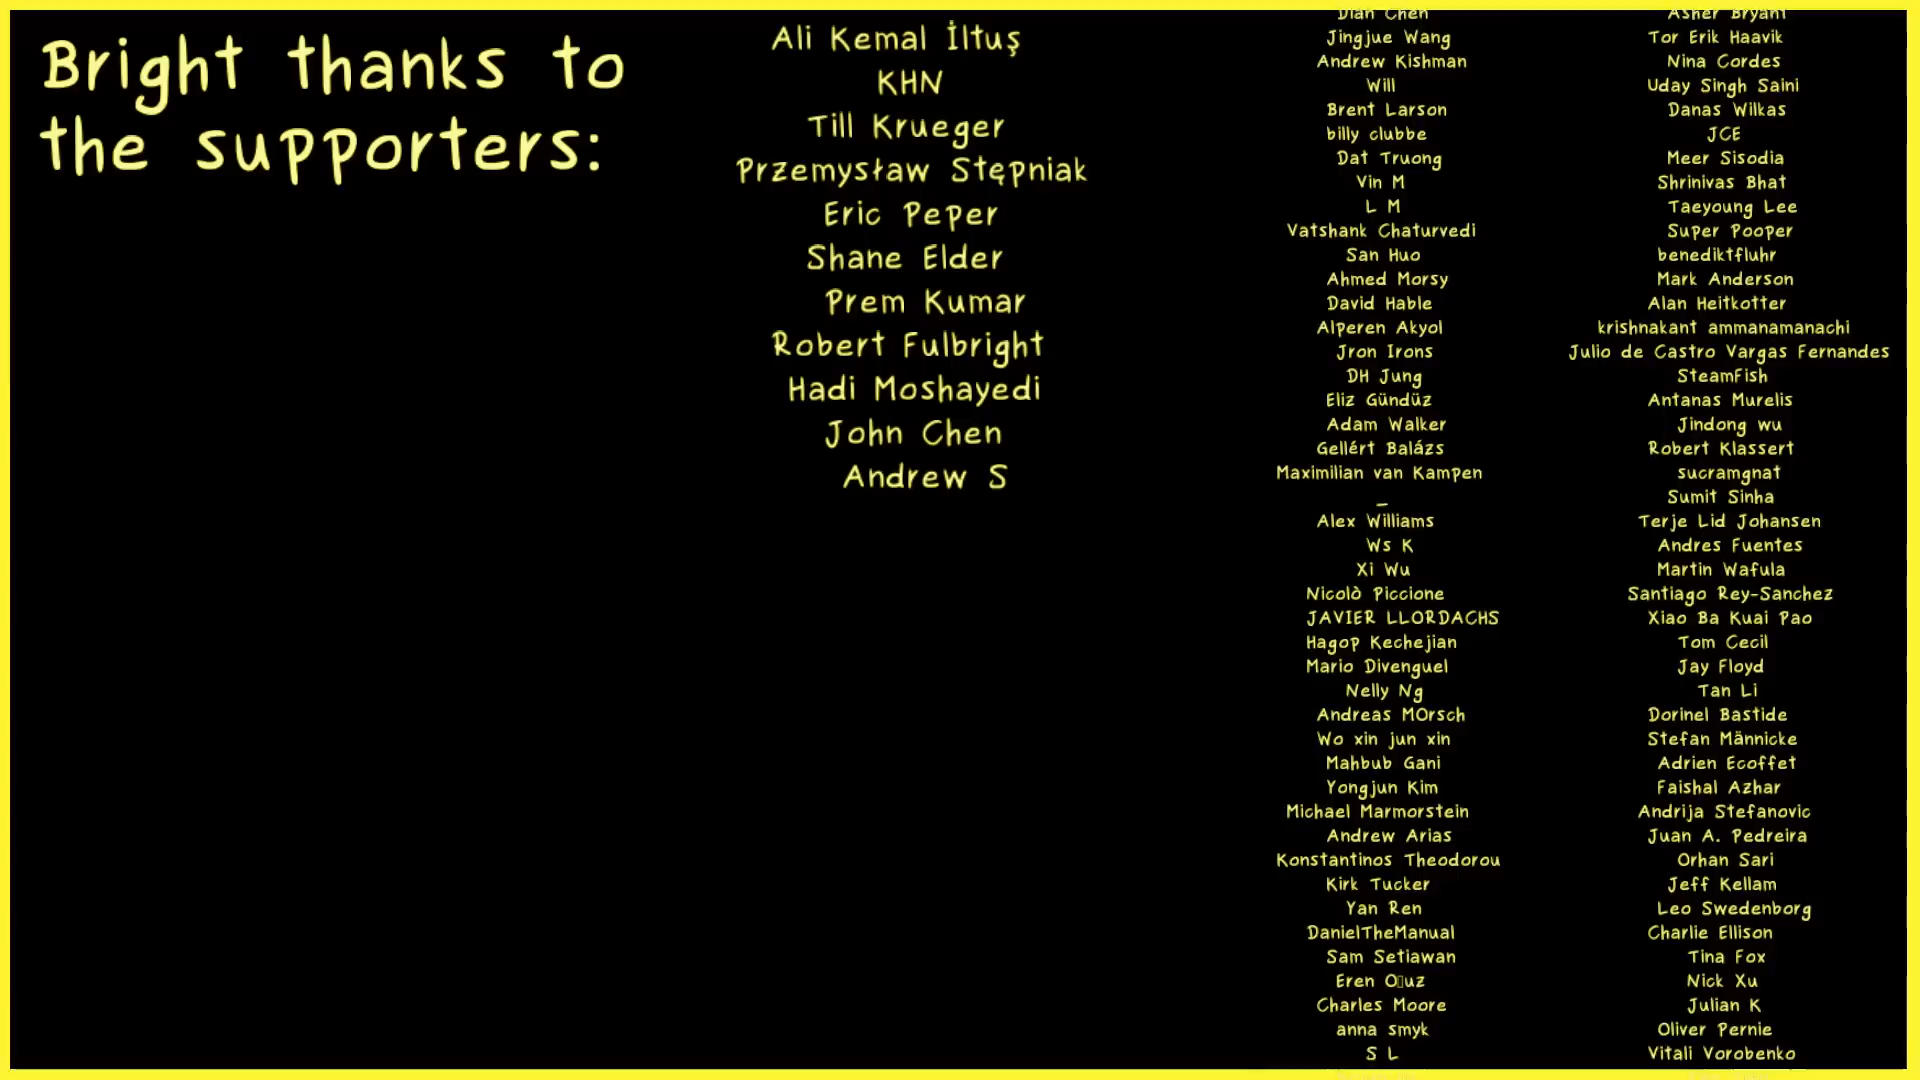 Bright thanks to
the supporters:
Ali Kemal İltuş
KHN
Till Krueger
Przemysław Stępniak
Eric Peper
Shane Elder
Prem Kumar
Robert Fulbright
Hadi Moshayedi
John Chen
Andrew S
Dian Chen
Jingjue Wang
Andrew Kishman
Will
Brent Larson
billy clubbe
Dat Truong
Vin M
L M
Vatshank Chaturvedi
San Huo
Ahmed Morsy
David Hable
Alperen Akyol
Jron Irons
DH Jung
Eliz Gündüz
Adam Walker
Gellért Balázs
Maximilian van Kampen
_
Alex Williams
Ws K
Xi Wu
Nicolò Piccione
JAVIER LLORDACHS
Hagop Kechejian
Mario Divenguel
Nelly Ng
Andreas MOrsch
Wo xin jun xin
Mahbub Gani
Yongjun Kim
Michael Marmorstein
Andrew Arias
Konstantinos Theodorou
Kirk Tucker
Yan Ren
DanielTheManual
Sam Setiawan
Eren O▯uz
Charles Moore
anna smyk
S L
Asher Bryant
Tor Erik Haavik
Nina Cordes
Uday Singh Saini
Danas Wilkas
JCE
Meer Sisodia
Shrinivas Bhat
Taeyoung Lee
Super Pooper
benediktfluhr
Mark Anderson
Alan Heitkotter
krishnakant ammanamanachi
Julio de Castro Vargas Fernandes
SteamFish
Antanas Murelis
Jindong wu
Robert Klassert
sucramgnat
Sumit Sinha
Terje Lid Johansen
Andres Fuentes
Martin Wafula
Santiago Rey-Sanchez
Xiao Ba Kuai Pao
Tom Cecil
Jay Floyd
Tan Li
Dorinel Bastide
Stefan Männicke
Adrien Ecoffet
Faishal Azhar
Andrija Stefanovic
Juan A. Pedreira
Orhan Sari
Jeff Kellam
Leo Swedenborg
Charlie Ellison
Tina Fox
Nick Xu
Julian K
Oliver Pernie
Vitali Vorobenko